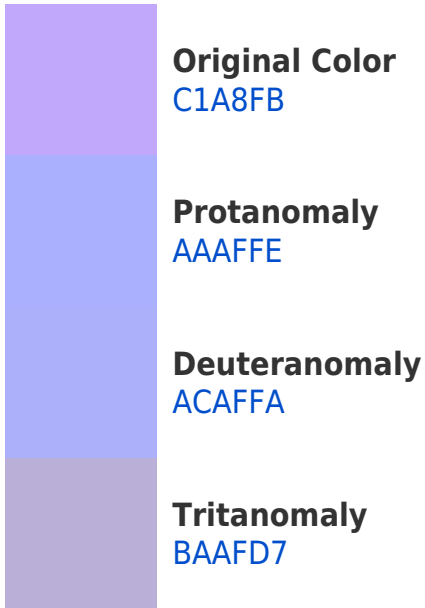 Original Color
C1A8FB
Protanomaly
AAAFFE
Deuteranomaly
ACAFFA
Tritanomaly
BAAFD7